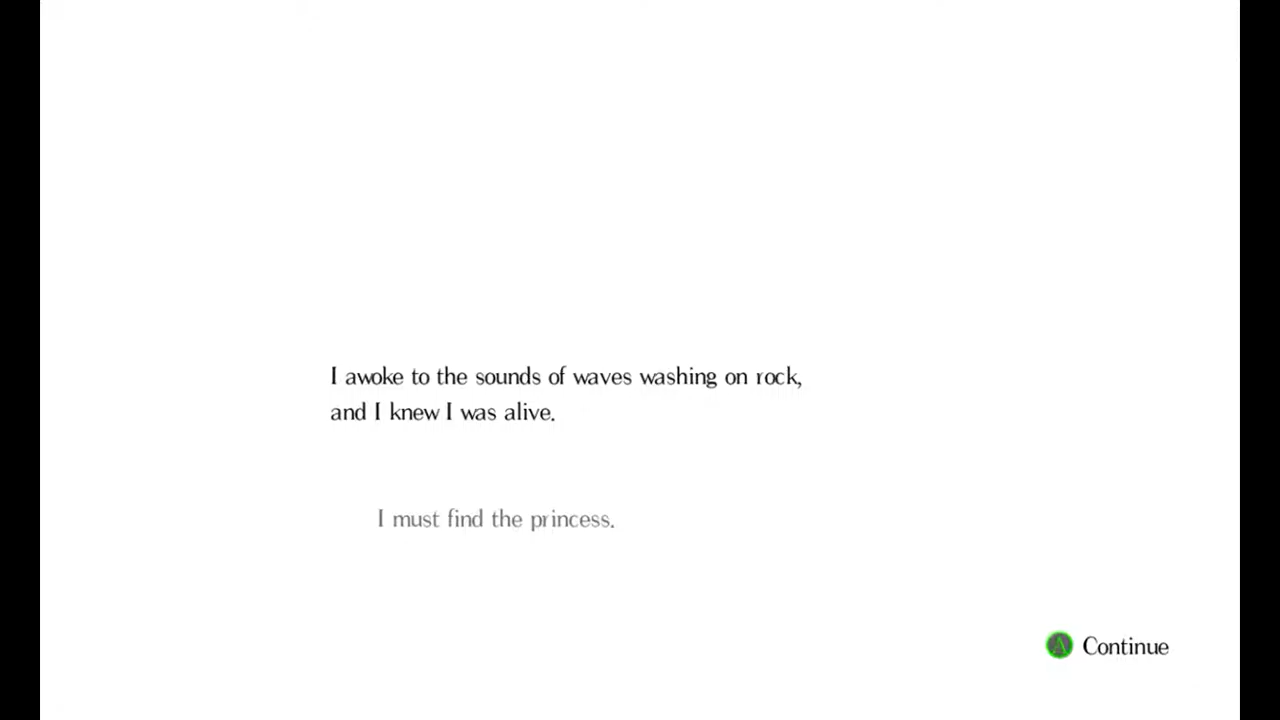 I awoke to the sounds of waves washing on rock,
and I knew I was alive.
I must find the princess.
A Continue